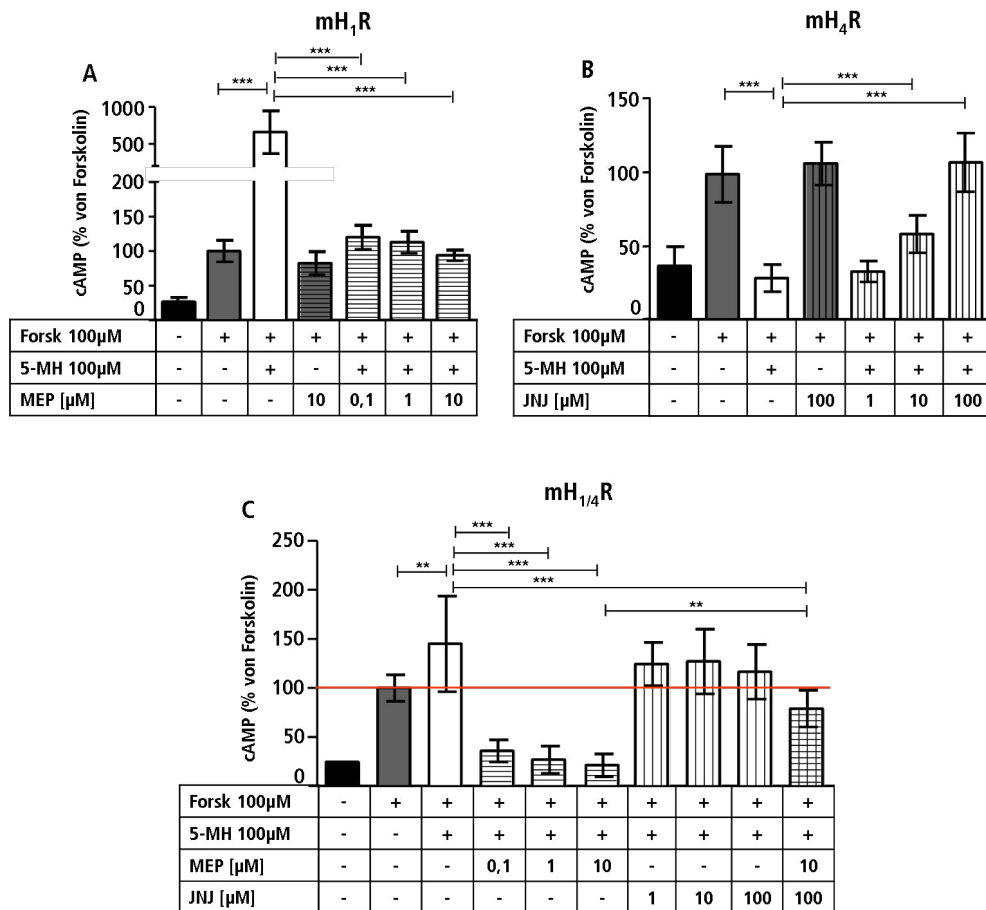 mH1R
A
***
***
***
***
cAMP (% von Forskolin)
1000
500
200
150
100
50
0
Forsk 100µM - + + + + + +
5-MH 100µM - - + - + + +
MEP [µM] - - - 10 0,1 1 10
mH4R
B
***
***
***
cAMP (% von Forskolin)
150
100
50
0
Forsk 100µM - + + + + + +
5-MH 100µM - - + - + + +
JNJ [µM] - - - 100 1 10 100
mH1/4R
C
***
***
**
***
***
**
cAMP (% von Forskolin)
250
200
150
100
50
0
Forsk 100µM - + + + + + + + + +
5-MH 100µM - - + + + + + + + +
MEP [µM] - - - 0,1 1 10 - - - 10
JNJ [µM] - - - - - - 1 10 100 100